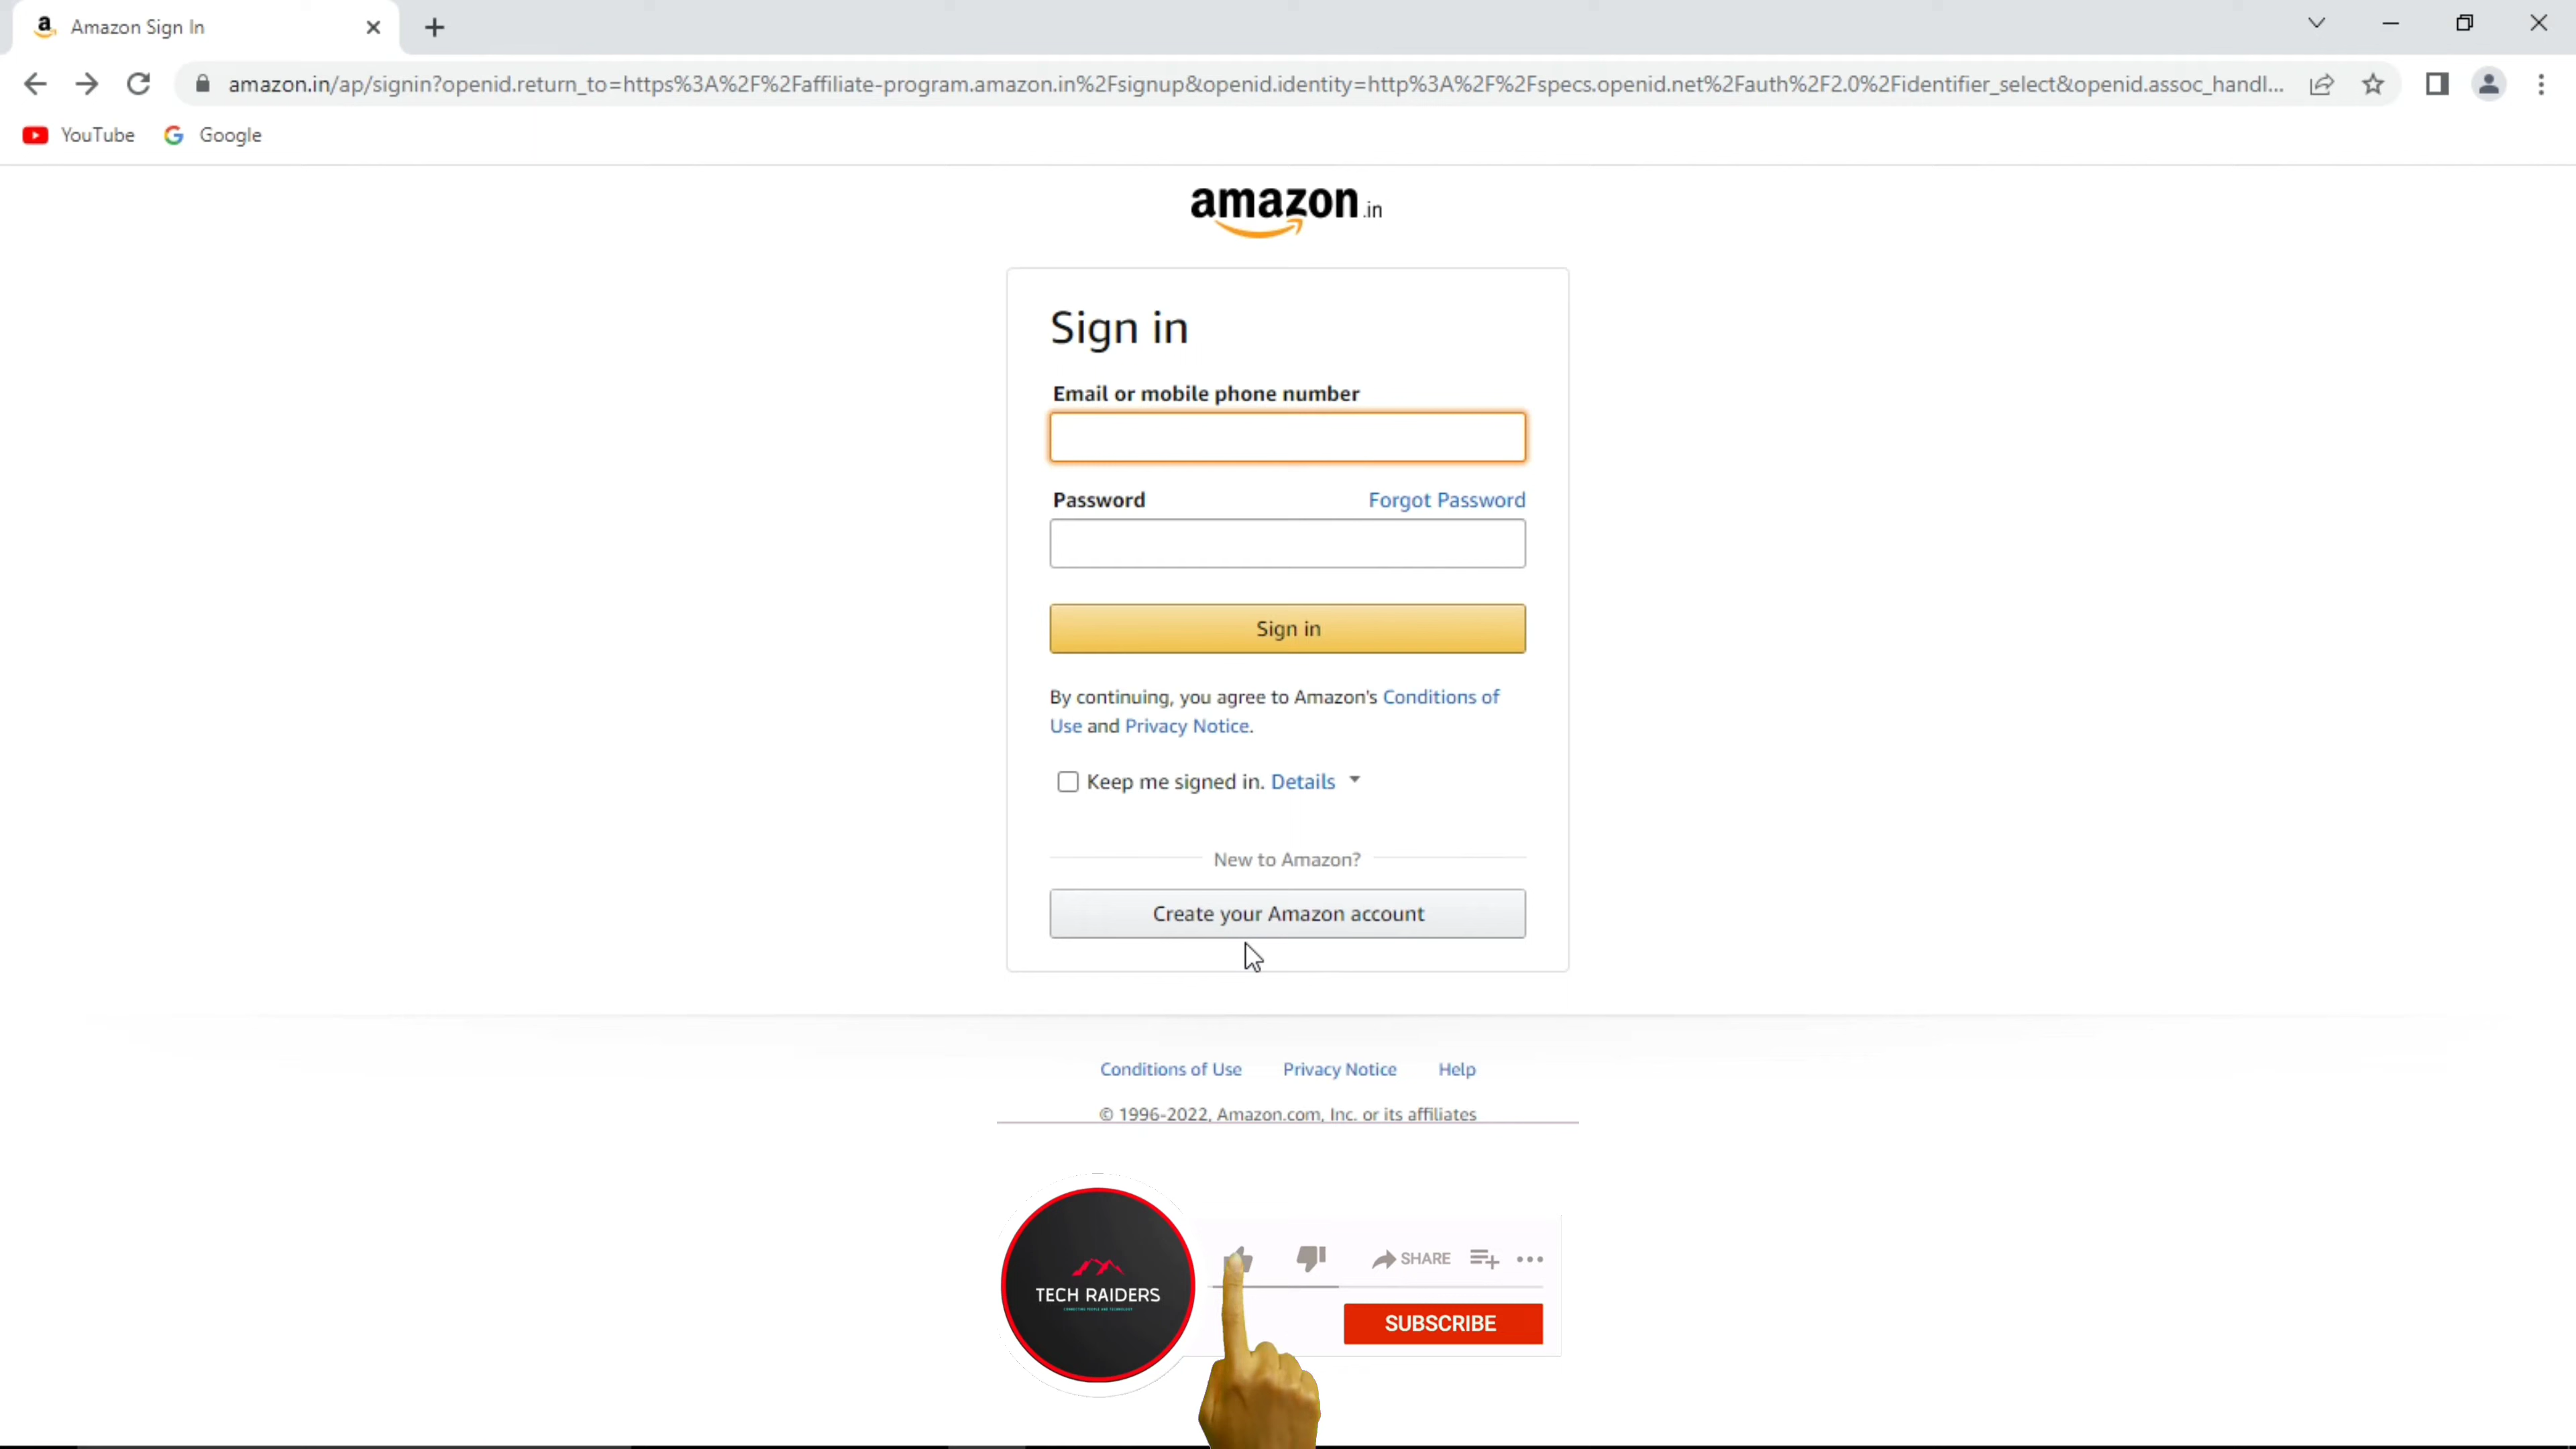 Amazon Sign In
amazon.in/ap/signin?openid.return_to=https%3A%2F%2Faffiliate-program.amazon.in%2Fsignup&openid.identity=http%3A%2F%2Fspecs.openid.net%2Fauth%2F2.0%2Fidentifier_select&openid.assoc_handl...
YouTube Google
amazon.in
Sign in
Email or mobile phone number
Password Forgot Password
Sign in
By continuing, you agree to Amazon's Conditions of
Use and Privacy Notice.
Keep me signed in. Details
New to Amazon?
Create your Amazon account
Conditions of Use Privacy Notice Help
© 1996-2022, Amazon.com, Inc. or its affiliates
SHARE
TECH RAIDERS
CONNECTING PEOPLE AND TECHNOLOGY
SUBSCRIBE